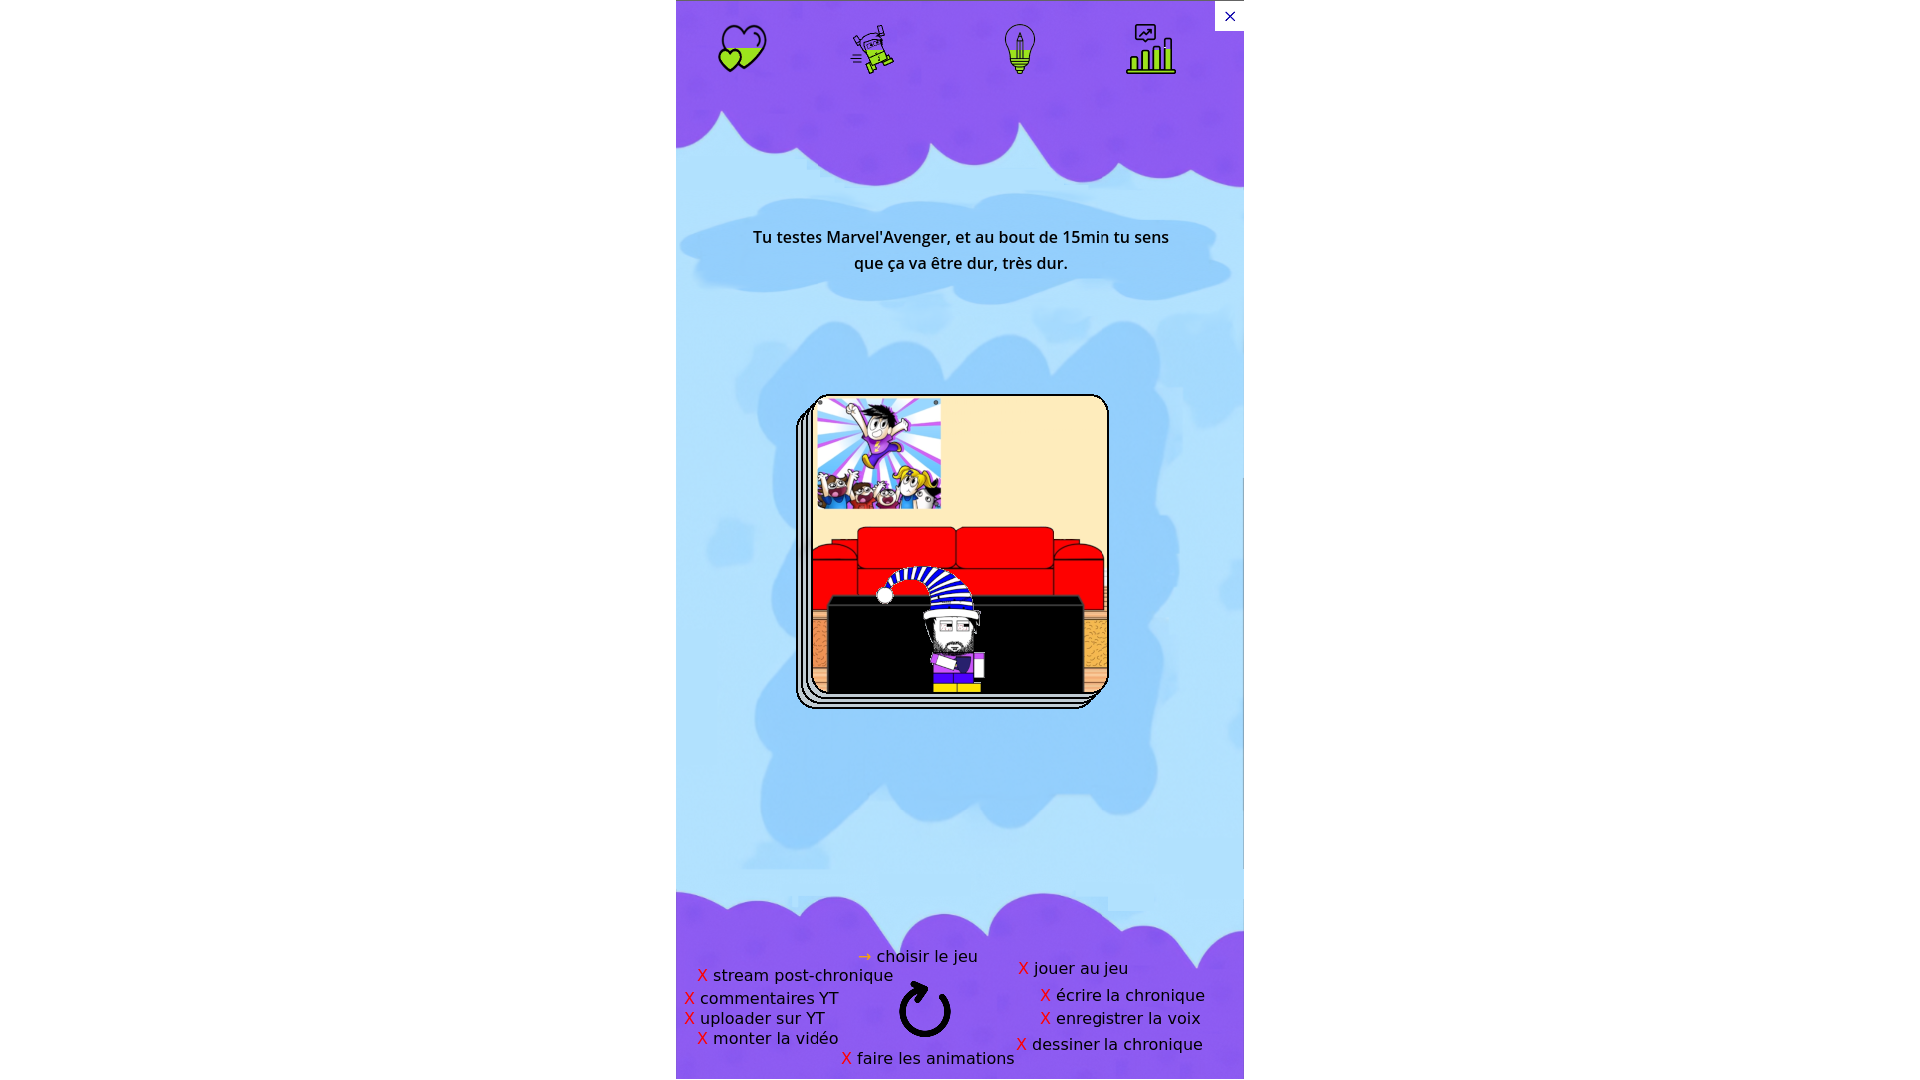 Tu testes Marvel'Avenger, et au bout de 15min tu sens
que ça va être dur, très dur.
→ choisir le jeu
X jouer au jeu
X stream post-chronique
X écrire la chronique
X commentaires YT
X enregistrer la voix
X uploader sur YT
X dessiner la chronique
X monter la vidéo
X faire les animations